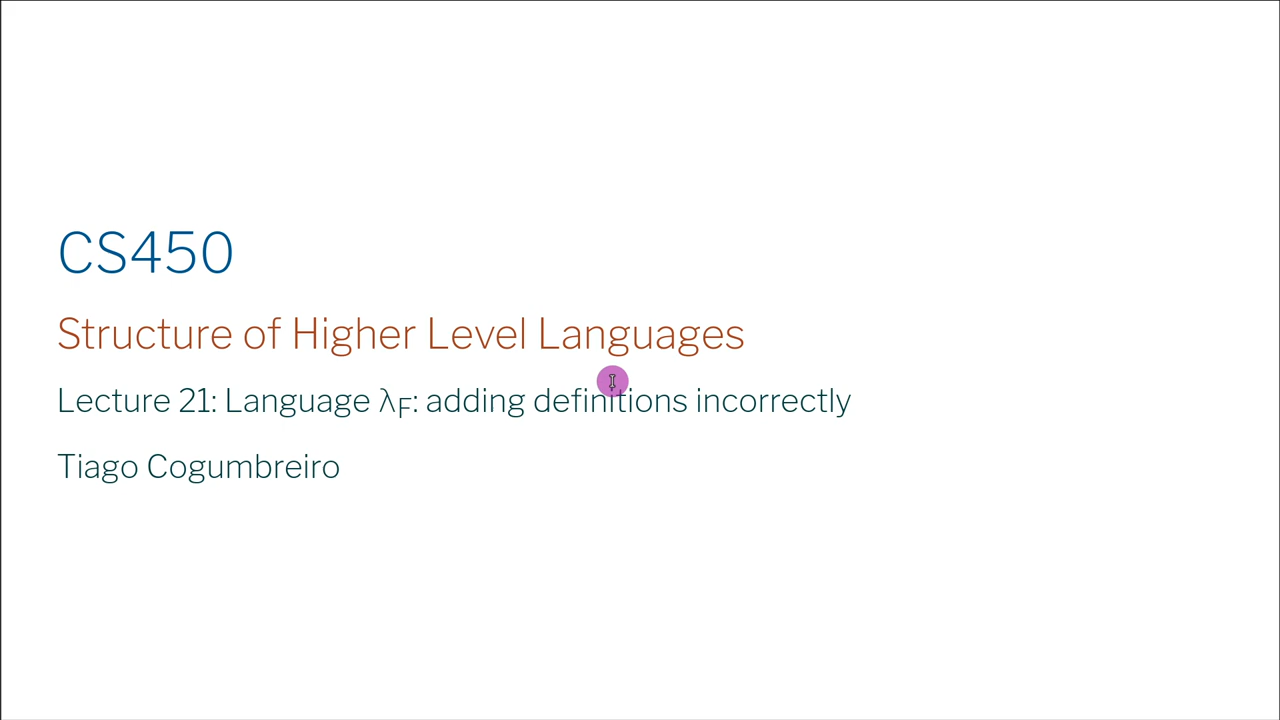 CS450
Structure of Higher Level Languages
Lecture 21: Language λF: adding definitions incorrectly
Tiago Cogumbreiro